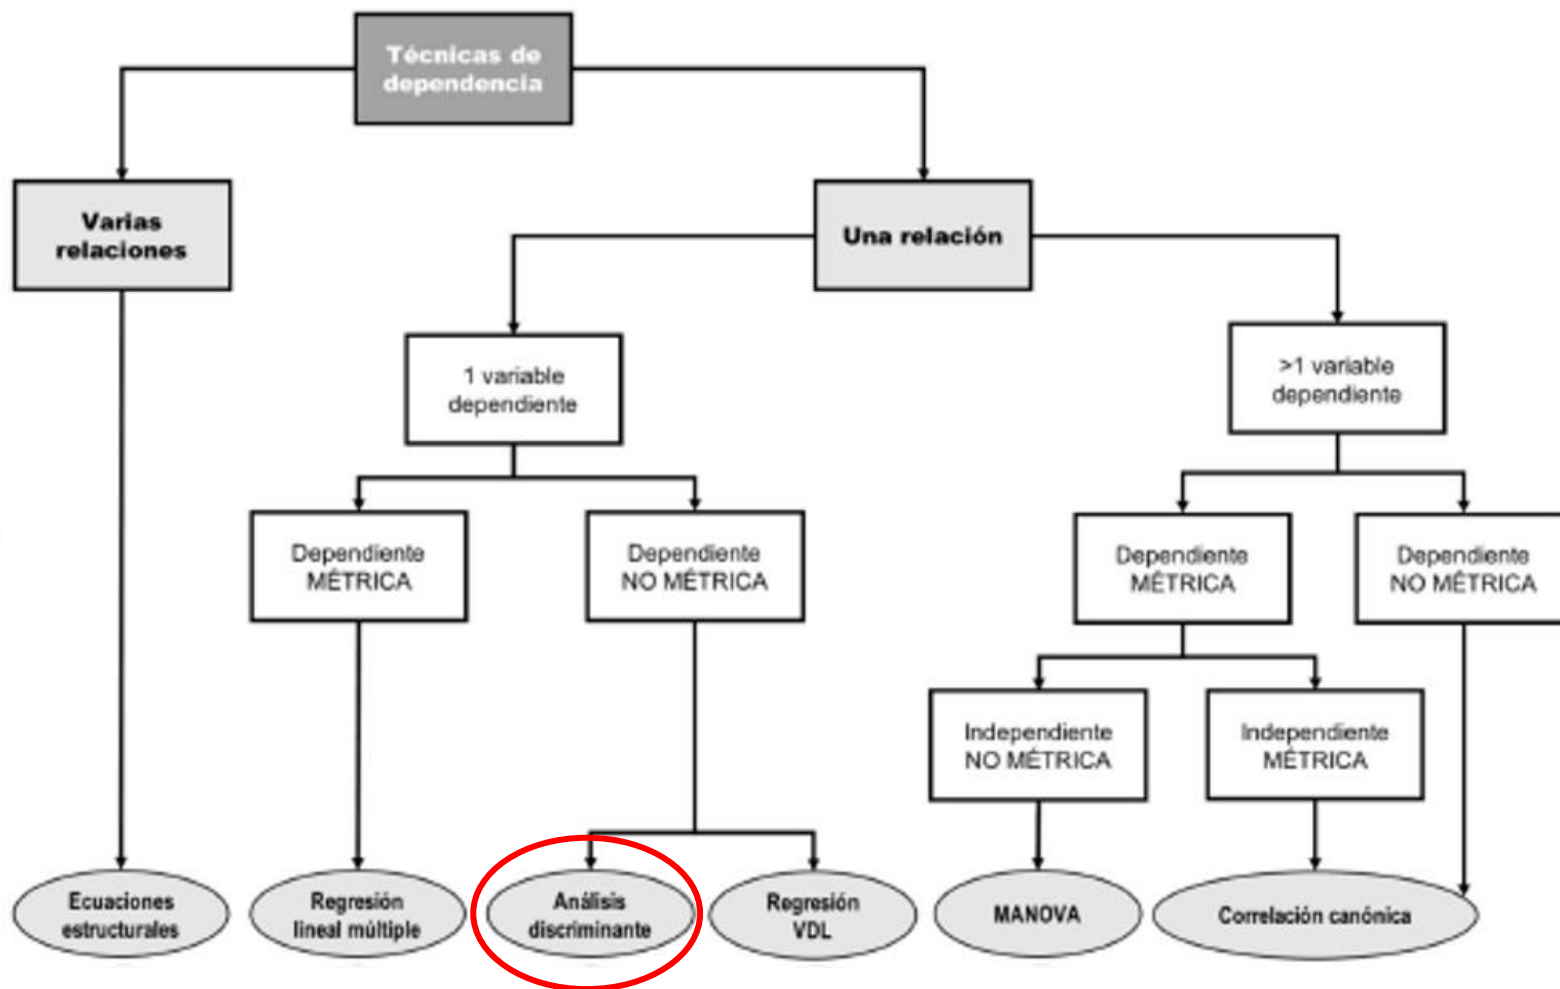 Técnicas de
dependencia
Varias
relaciones
Una relación
1 variable
dependiente
>1 variable
dependiente
Dependiente
MÉTRICA
Dependiente
NO MÉTRICA
Dependiente
MÉTRICA
Dependiente
NO MÉTRICA
Independiente
NO MÉTRICA
Independiente
MÉTRICA
Ecuaciones
estructurales
Regresión
lineal múltiple
Análisis
discriminante
Regresión
VDL
MANOVA
Correlación canónica